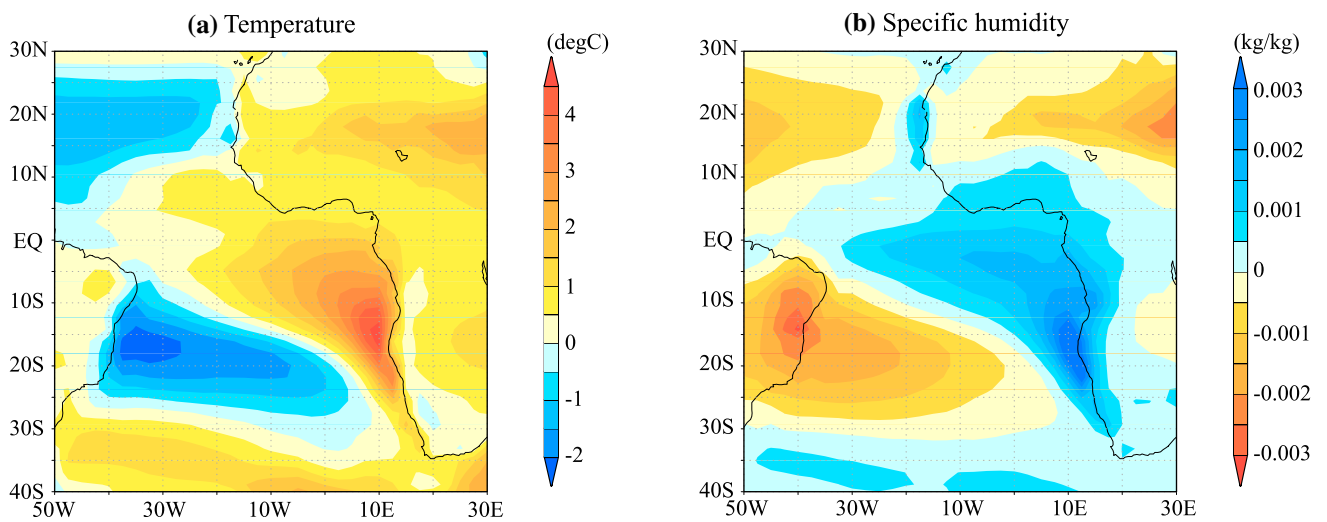 (a) Temperature
(degC)
30N
20N
10N
EQ
10S
20S
30S
40S
50W 30W 10W 10E 30E
4
3
2
1
0
-1
-2
(b) Specific humidity
(kg/kg)
30N
20N
10N
EQ
10S
20S
30S
40S
50W 30W 10W 10E 30E
0.003
0.002
0.001
0
-0.001
-0.002
-0.003